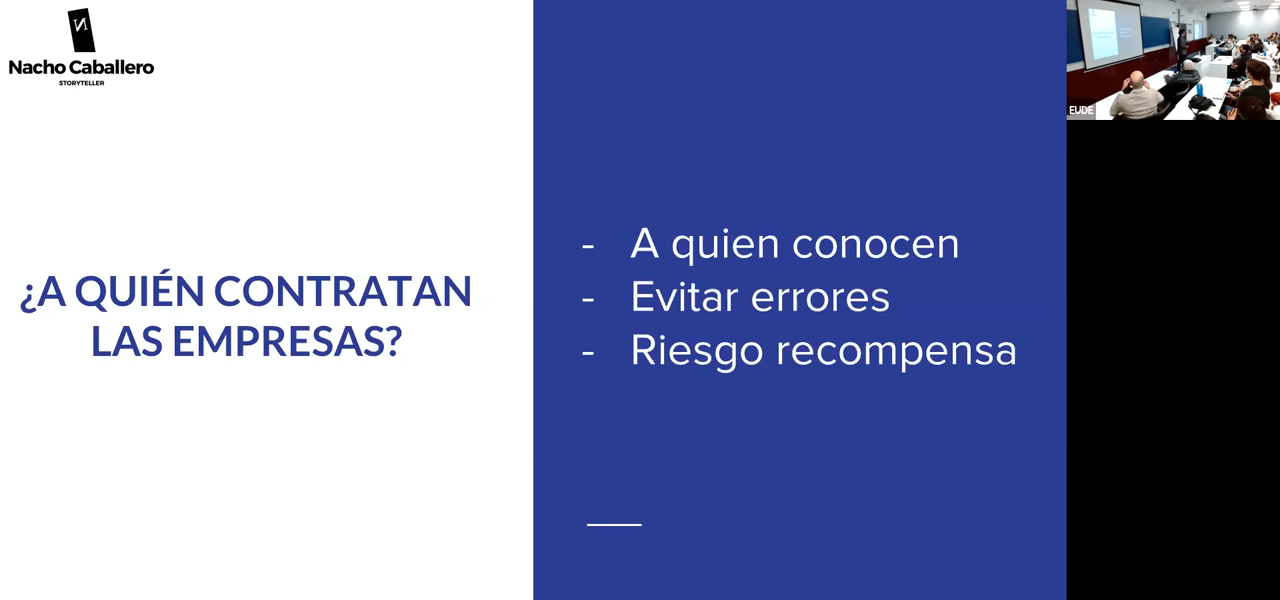 Nacho Caballero
STORYTELLER
¿A QUIÉN CONTRATAN
LAS EMPRESAS?
- A quien conocen
- Evitar errores
- Riesgo recompensa
EUDE